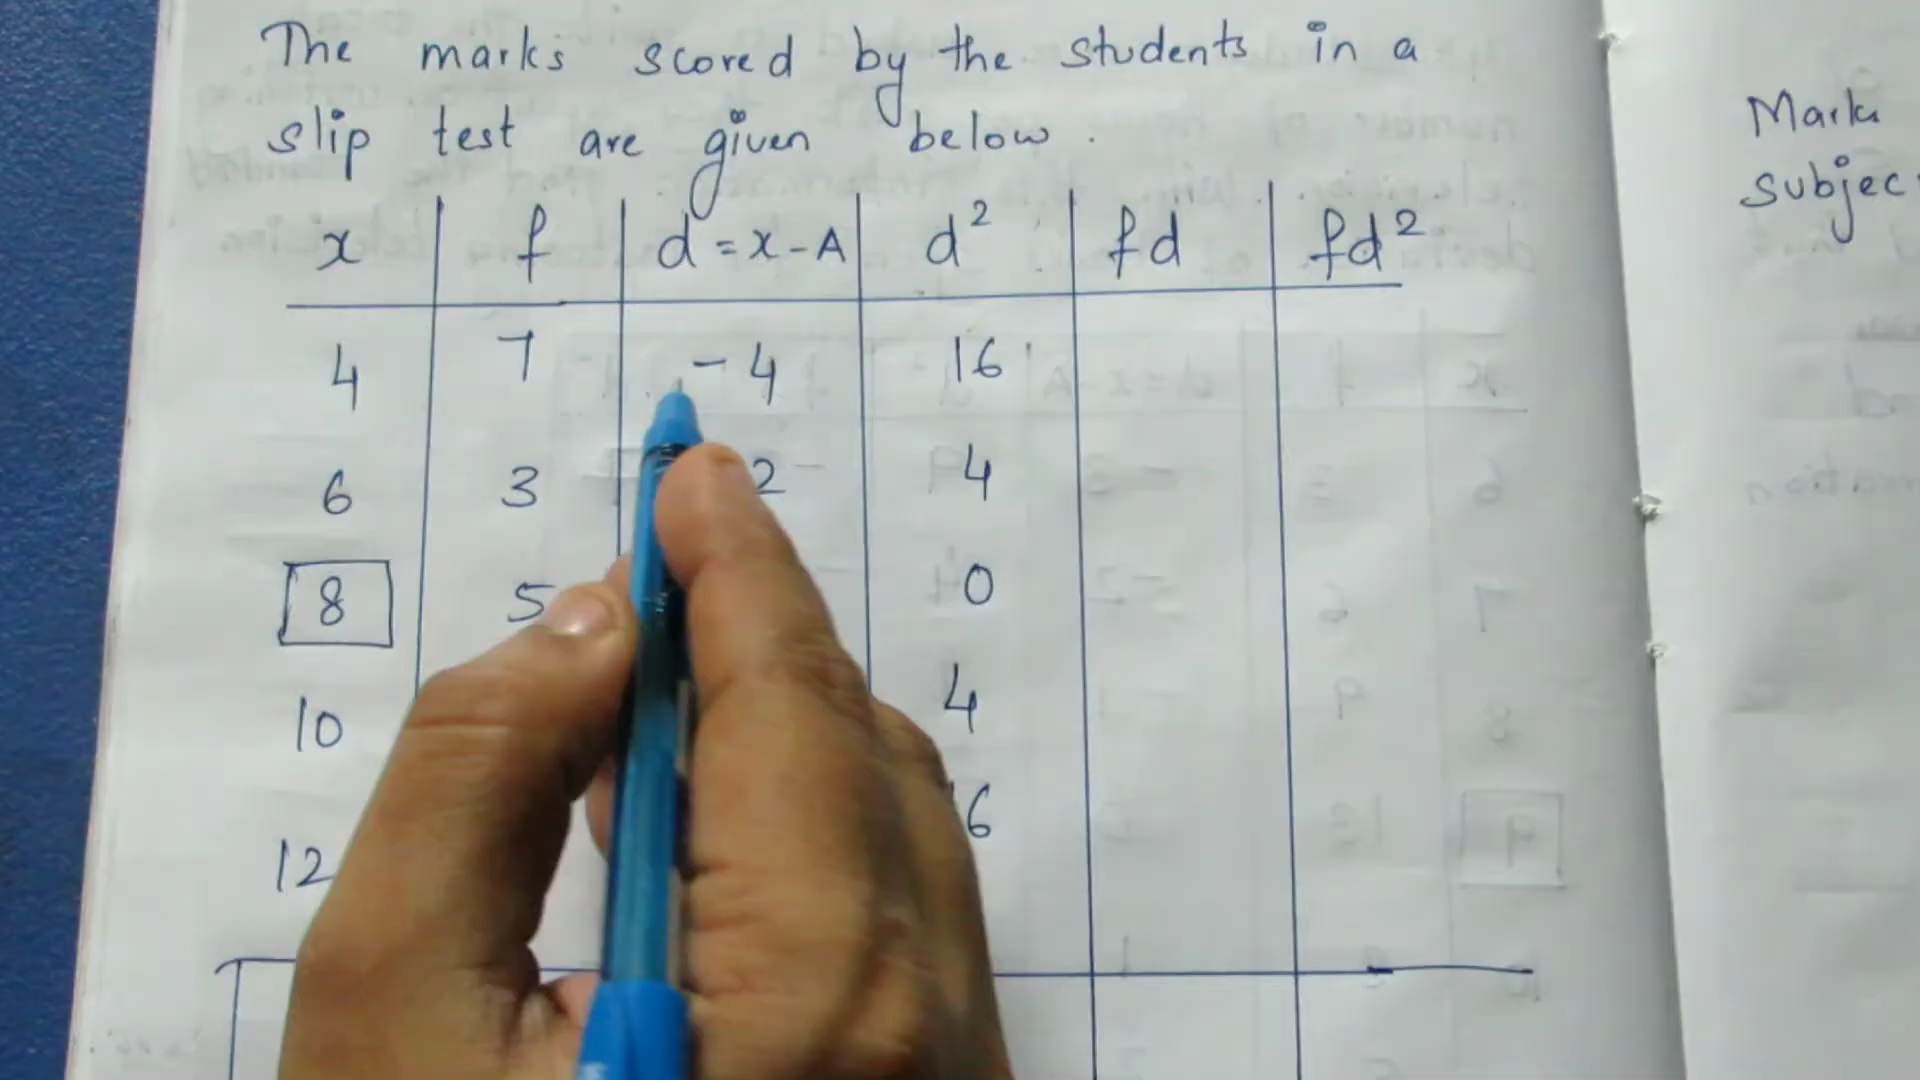 The marks scored by the students in a
slip test are given below.
x f d = x - A d² fd fd²
4 7 -4 16
6 3 2 4
8 5 0
10 4
12 6
Mark
subjec